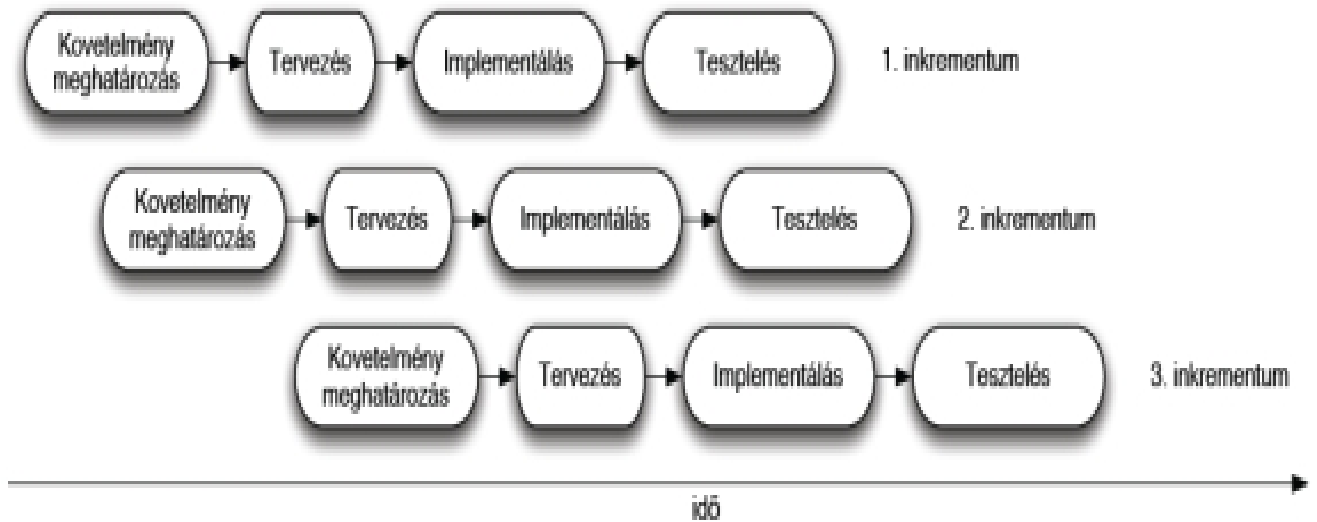 Kovetelmény
meghatározás
Tervezés
Implementálás
Tesztelés
1. inkrementum
Kovetelmény
meghatározás
Tervezés
Implementálás
Tesztelés
2. inkrementum
Kovetelmény
meghatározás
Tervezés
Implementálás
Tesztelés
3. inkrementum
idő